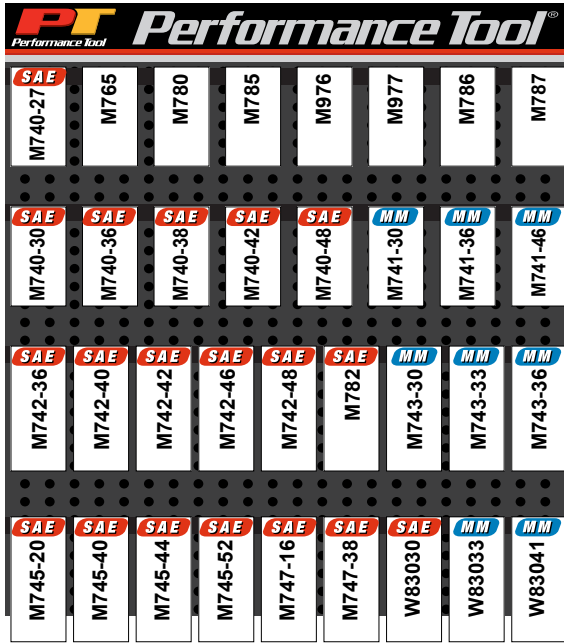 PT Performance Tool Performance Tool®
SAE SAE
M740-27 M765 M780 M785 M976 M977 M786 M787
SAE SAE SAE SAE SAE MM MM MM
M740-30 M740-36 M740-38 M740-42 M740-48 M741-30 M741-36 M741-46
SAE SAE SAE SAE SAE SAE MM MM MM
M742-36 M742-40 M742-42 M742-46 M742-48 M782 M743-30 M743-33 M743-36
SAE SAE SAE SAE SAE SAE SAE MM MM
M745-20 M745-40 M745-44 M745-52 M747-16 M747-38 W83030 W83033 W83041